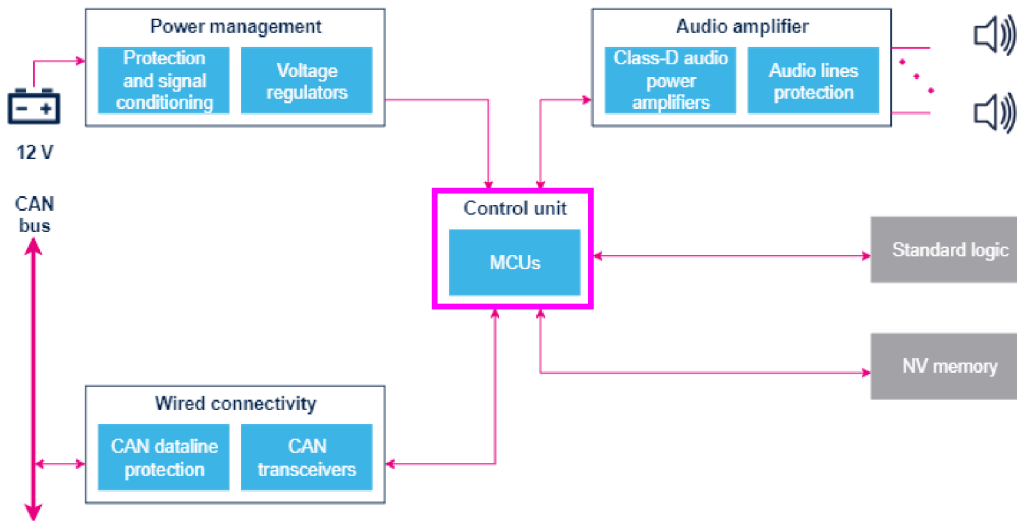 Power management
Protection
and signal
conditioning
Voltage
regulators
Audio amplifier
Class-D audio
power
amplifiers
Audio lines
protection
12 V
CAN
bus
Control unit
MCUs
Standard logic
NV memory
Wired connectivity
CAN dataline
protection
CAN
transceivers